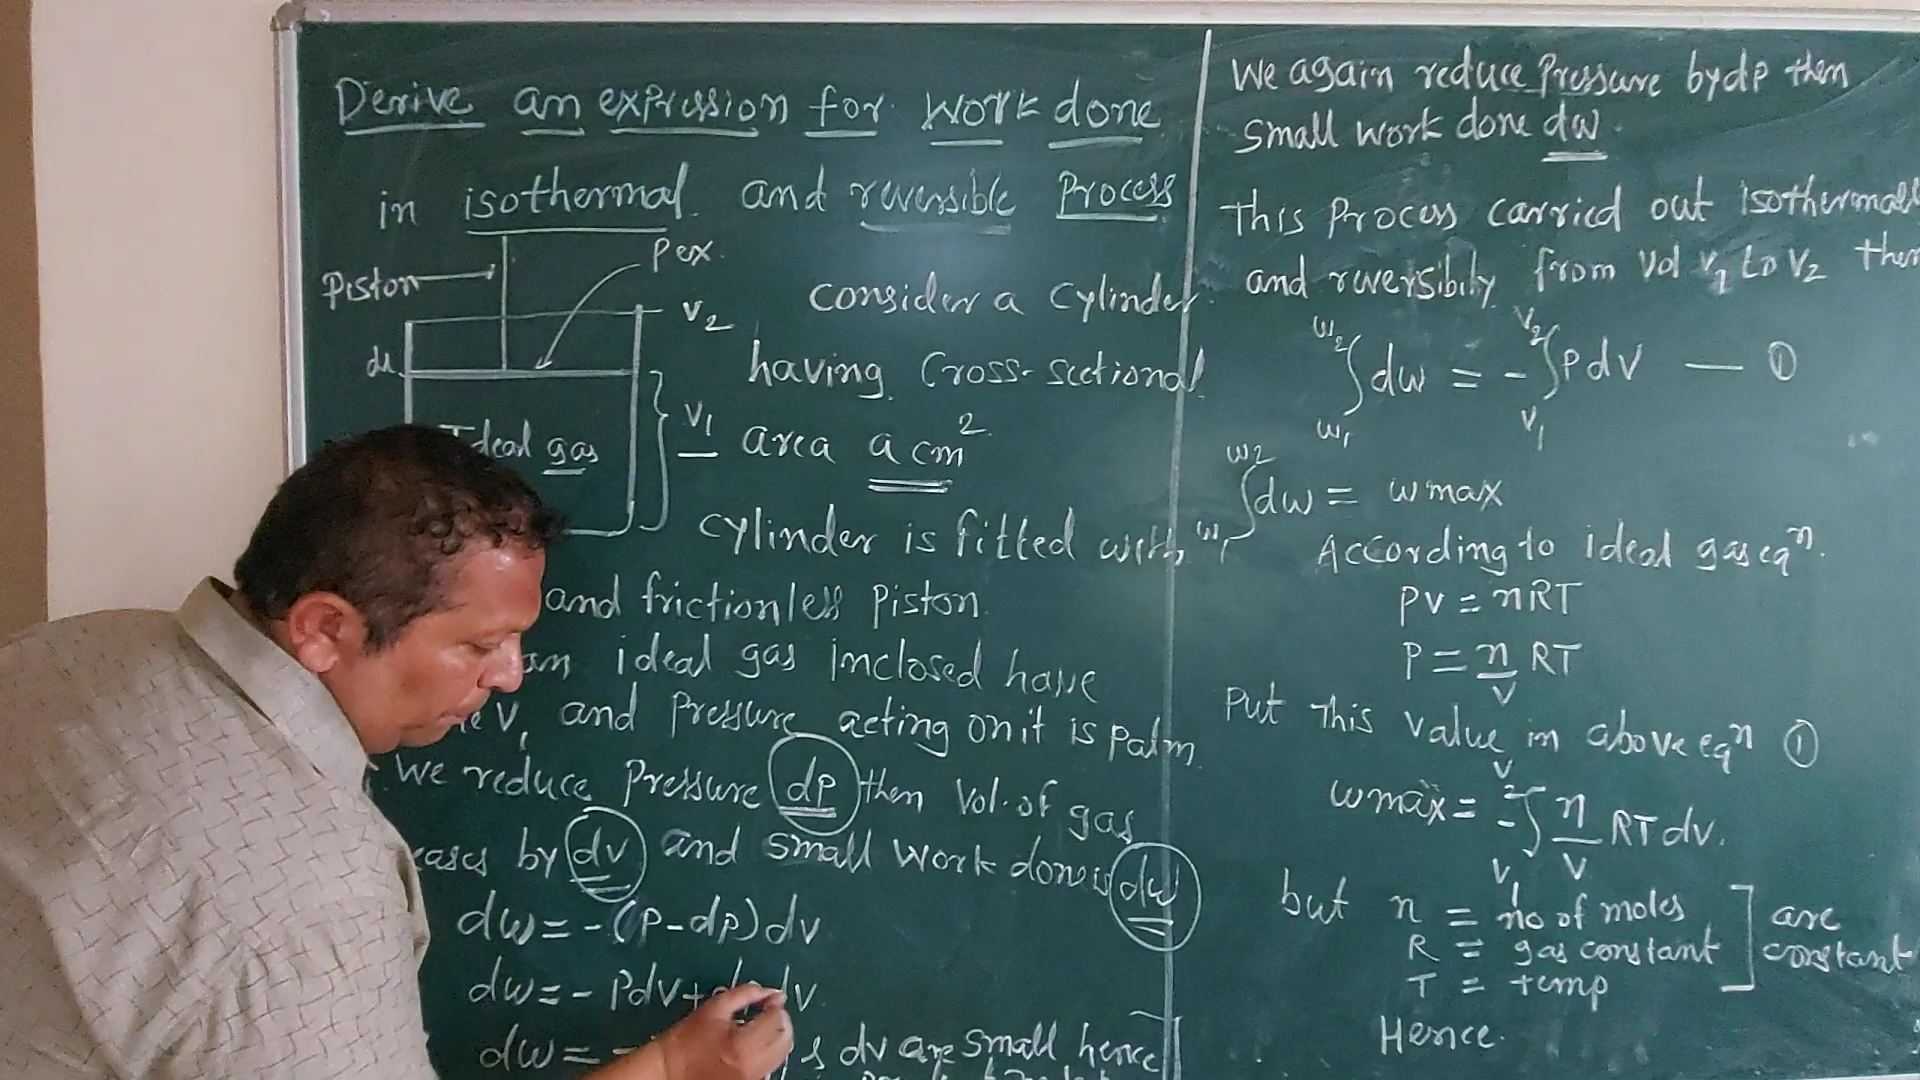 Derive an expression for work done
in isothermal and reversible Process
Piston
Pex
V2
dl
Ideal gas
V1
consider a cylinder
having cross-sectional
area a cm2
cylinder is fitted with
and frictionless piston
an ideal gas inclosed have
V1 and pressure acting on it is Patm
We reduce pressure dp then Vol. of gas
by dv and small work done is dw
dw = -(P-dp)dv
dw = - Pdv + dv
dw = - dv are small hence
We again reduce pressure by dp then
small work done dw.
This Process carried out isothermal
and reversibily from Vol V1 to V2 then
w2∫w1 dw = - V2∫V1 Pdv — ①
w2∫w1 dw = wmax
According to ideal gas eqn.
PV = nRT
P = n/V RT
Put this value in above eqn ①
wmax = - V2∫V1 n/V RT dv.
but n = no of moles
R = gas constant
T = temp
are
constant
Hence.